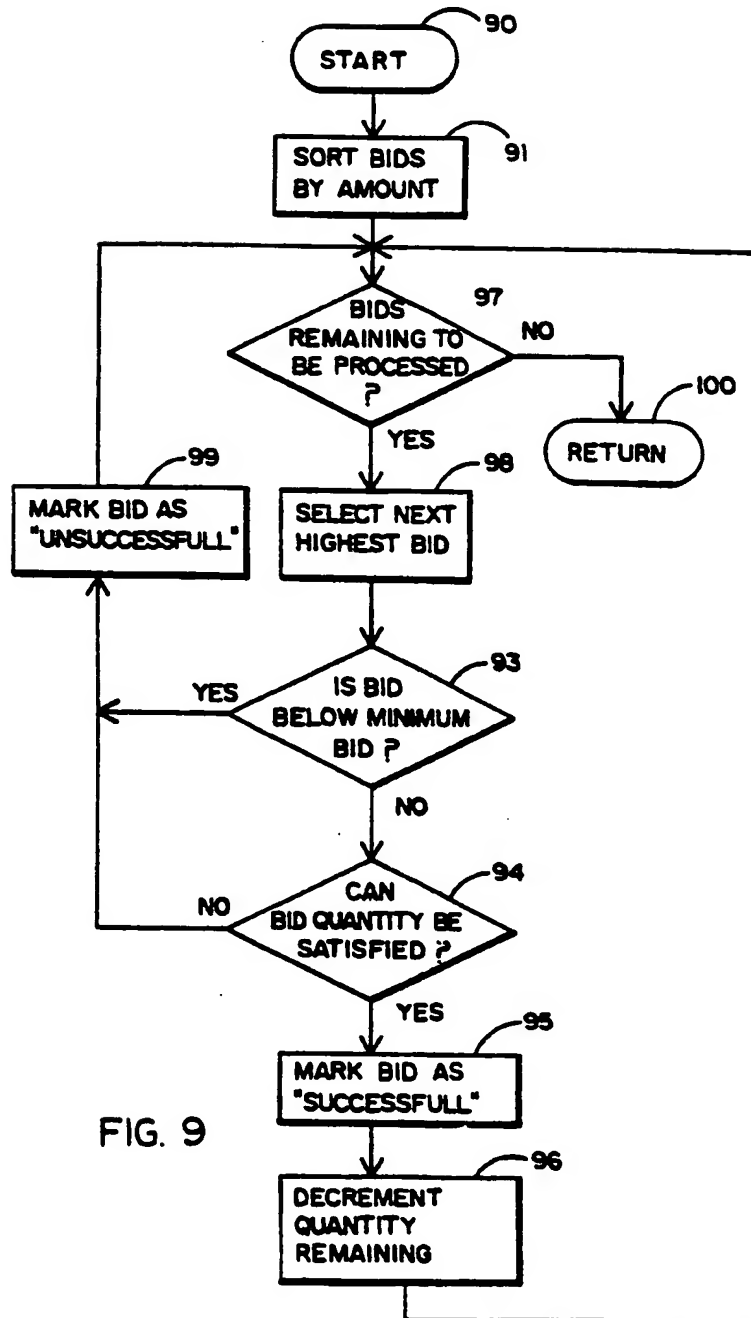 90
START
91
SORT BIDS
BY AMOUNT
97
BIDS
REMAINING TO
BE PROCESSED
?
NO
100
RETURN
YES
99
MARK BID AS
"UNSUCCESSFULL"
98
SELECT NEXT
HIGHEST BID
93
YES
IS BID
BELOW MINIMUM
BID ?
NO
94
NO
CAN
BID QUANTITY BE
SATISFIED ?
YES
95
MARK BID AS
"SUCCESSFULL"
FIG. 9
96
DECREMENT
QUANTITY
REMAINING